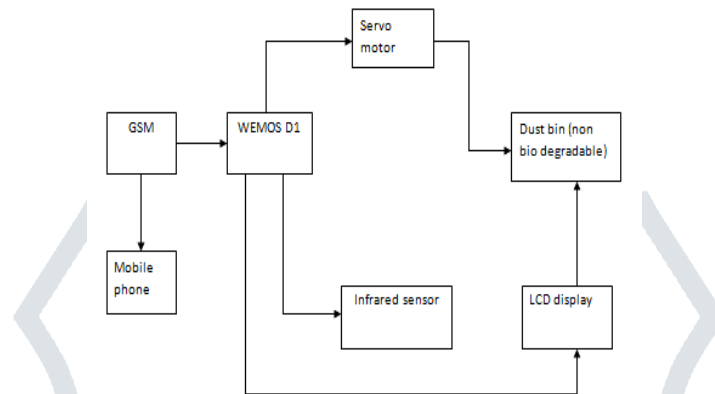 Servo
motor
GSM
WEMOS D1
Dust bin (non
bio degradable)
Mobile
phone
Infrared sensor
LCD display